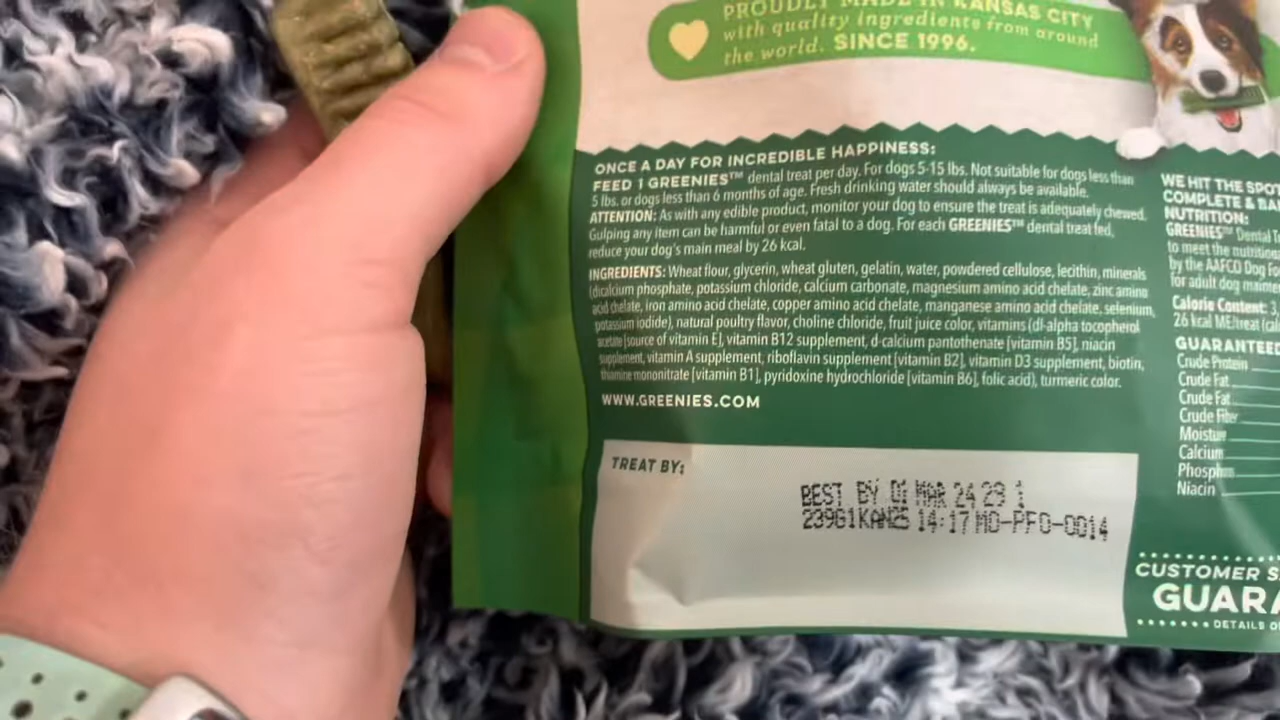 PROUDLY MADE IN KANSAS CITY
with quality ingredients from around
the world. SINCE 1996.
ONCE A DAY FOR INCREDIBLE HAPPINESS:
FEED 1 GREENIES™ dental treat per day. For dogs 5-15 lbs. Not suitable for dogs less than
5 lbs. or dogs less than 6 months of age. Fresh drinking water should always be available.
ATTENTION: As with any edible product, monitor your dog to ensure the treat is adequately chewed.
Gulping any item can be harmful or even fatal to a dog. For each GREENIES™ dental treat fed,
reduce your dog's main meal by 26 kcal.
INGREDIENTS: Wheat flour, glycerin, wheat gluten, gelatin, water, powdered cellulose, lecithin, minerals
(dicalcium phosphate, potassium chloride, calcium carbonate, magnesium amino acid chelate, zinc amino
acid chelate, iron amino acid chelate, copper amino acid chelate, manganese amino acid chelate, selenium,
potassium iodide), natural poultry flavor, choline chloride, fruit juice color, vitamins (dl-alpha tocopherol
acetate [source of vitamin E], vitamin B12 supplement, d-calcium pantothenate [vitamin B5], niacin
supplement, vitamin A supplement, riboflavin supplement [vitamin B2], vitamin D3 supplement, biotin,
thiamine mononitrate [vitamin B1], pyridoxine hydrochloride [vitamin B6], folic acid), turmeric color.
WWW.GREENIES.COM
TREAT BY:
BEST BY 01 MAR 24 29 1
239G1KAN25 14:17 MO-PFO-0014
WE HIT THE SPOT
COMPLETE & BA
NUTRITION:
GREENIES™ Dental T
to meet the nutritiona
by the AAFCO Dog Fo
for adult dog mainte
Calorie Content: 3,
26 kcal ME/treat (ca
GUARANTEED
Crude Protein
Crude Fat
Crude Fat
Crude Fiber
Moisture
Calcium
Phosphor
Niacin
CUSTOMER S
GUARA
DETAILS O